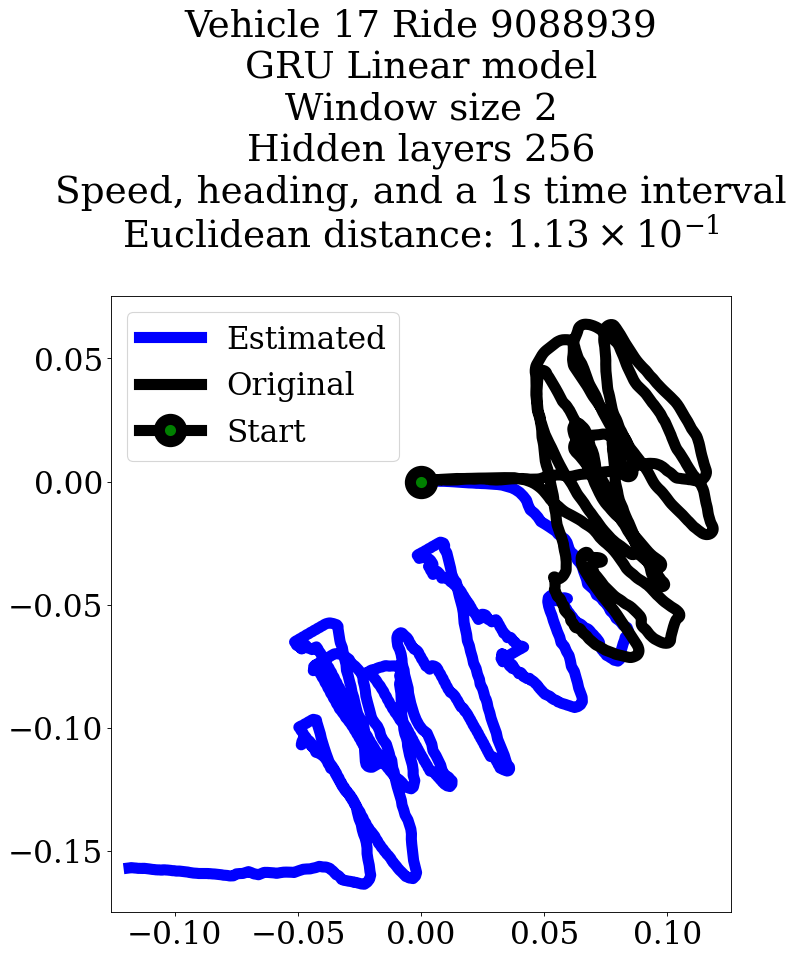 Vehicle 17 Ride 9088939
GRU Linear model
Window size 2
Hidden layers 256
Speed, heading, and a 1s time interval
Euclidean distance: 1.13 × 10⁻¹
Estimated
Original
Start
0.05
0.00
−0.05
−0.10
−0.15
−0.10 −0.05 0.00 0.05 0.10